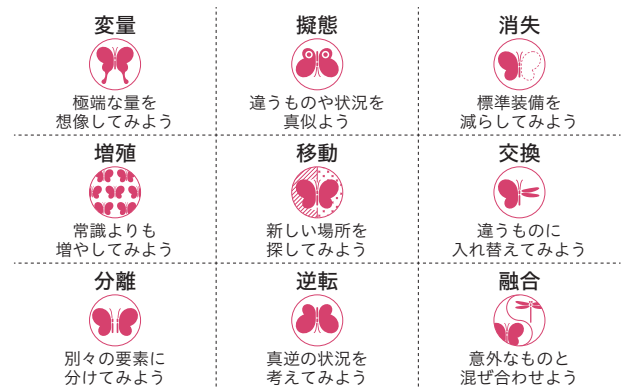 変量
極端な量を
想像してみよう
擬態
違うものや状況を
真似よう
消失
標準装備を
減らしてみよう
増殖
常識よりも
増やしてみよう
移動
新しい場所を
探してみよう
交換
違うものに
入れ替えてみよう
分離
別々の要素に
分けてみよう
逆転
真逆の状況を
考えてみよう
融合
意外なものと
混ぜ合わせよう